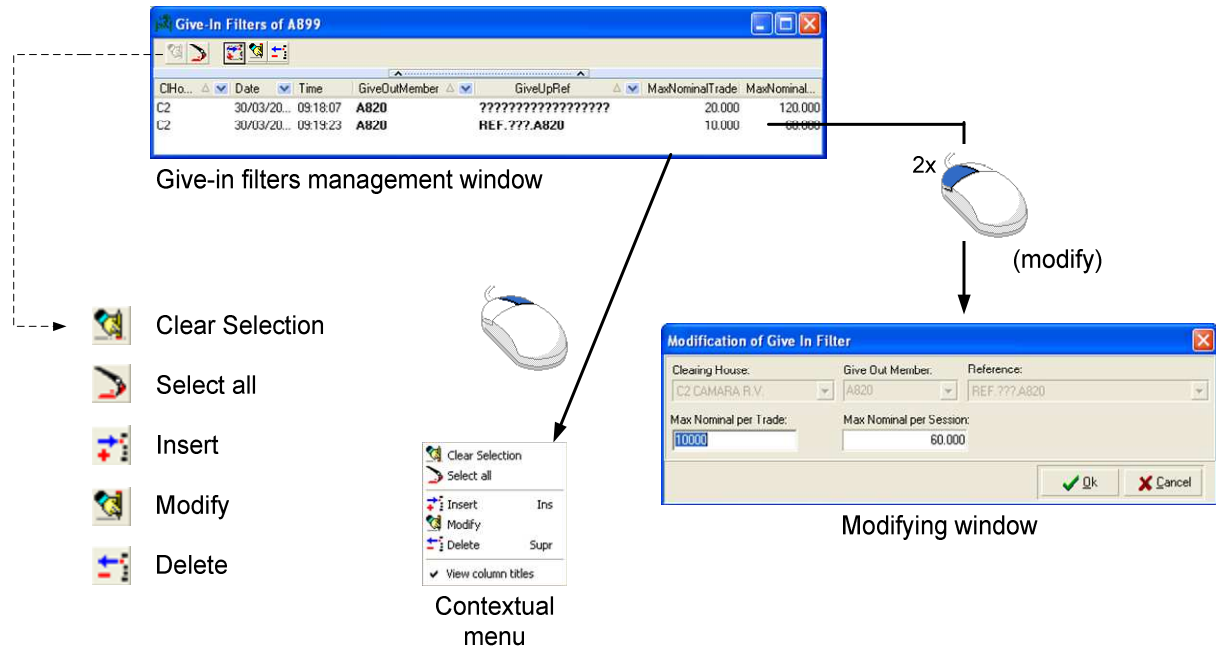 Give-In Filters of A899
ClHo... Date Time GiveOutMember GiveUpRef MaxNominalTrade MaxNominal...
C2 30/03/20... 09:18:07 A820 ??????????????????? 20.000 120.000
C2 30/03/20... 09:19:23 A820 REF.???.A820 10.000 60.000
Give-in filters management window
2x
(modify)
Clear Selection
Select all
Insert
Modify
Delete
Clear Selection
Select all
Insert Ins
Modify
Delete Supr
View column titles
Contextual
menu
Modification of Give In Filter
Clearing House: Give Out Member: Reference:
C2 CAMARA R.V. A820 REF.???.A820
Max Nominal per Trade: Max Nominal per Session:
10000 60.000
Ok Cancel
Modifying window